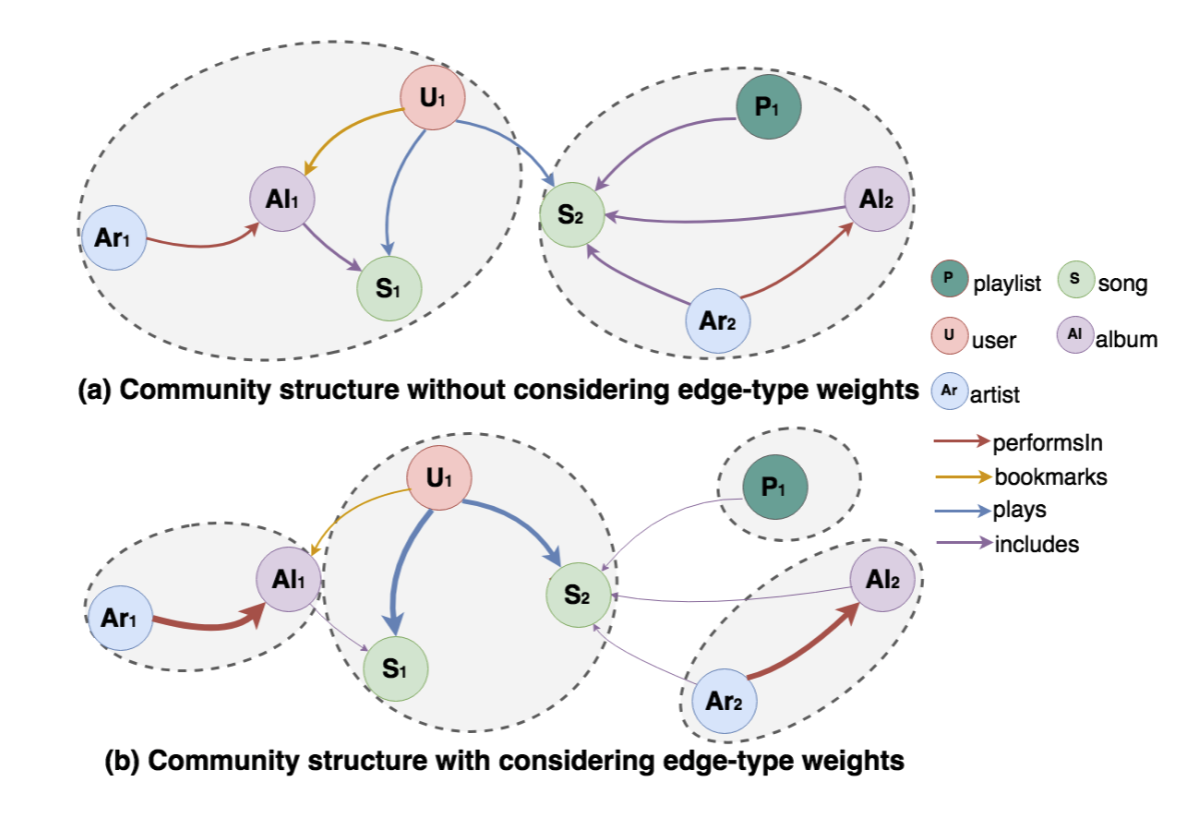 U1
P1
Al1
Al2
S2
Ar1
S1
Ar2
P playlist S song
U user Al album
(a) Community structure without considering edge-type weights
Ar artist
performsIn
bookmarks
plays
includes
U1
P1
Al1
Al2
S2
Ar1
S1
Ar2
(b) Community structure with considering edge-type weights